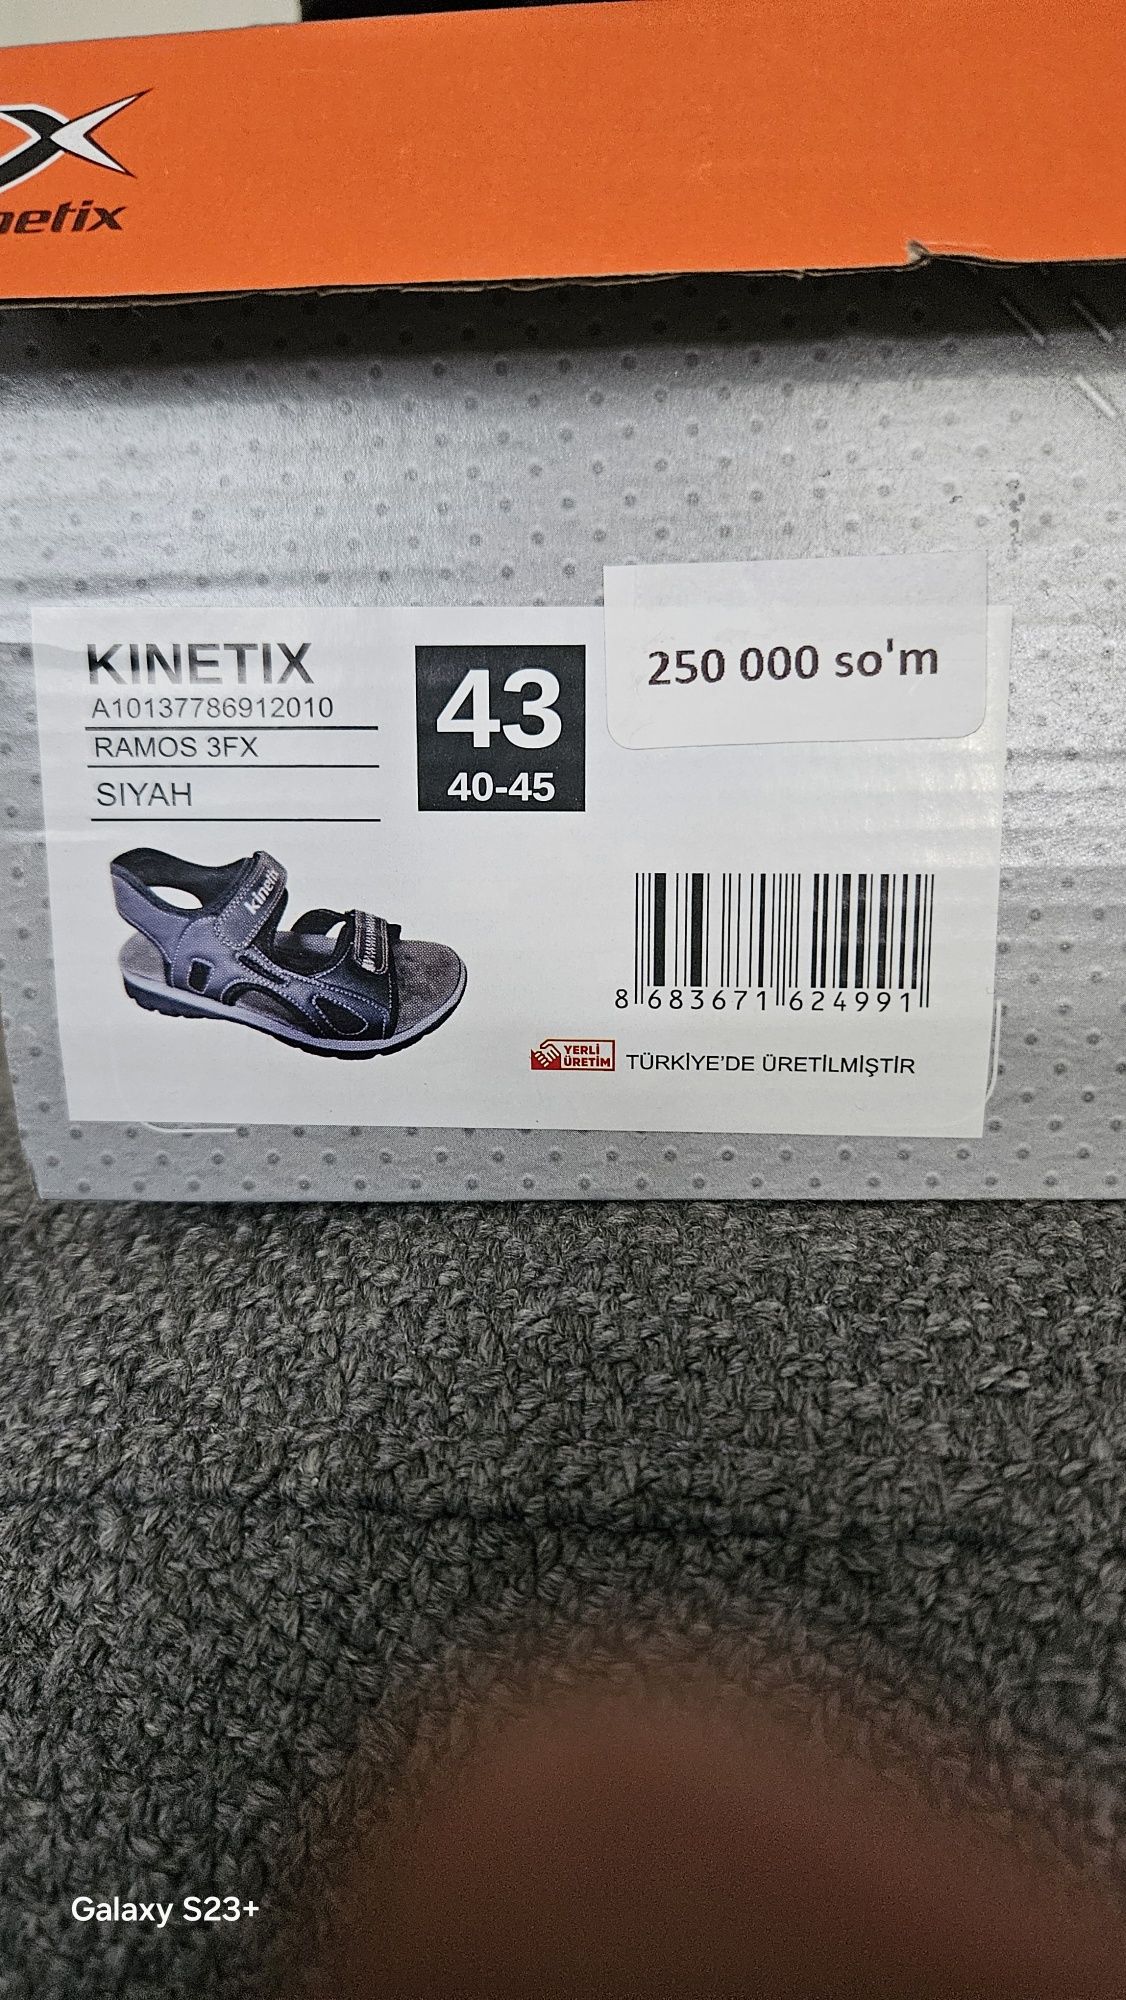 netix
KINETIX
A10137786912010
RAMOS 3FX
SIYAH
43
40-45
250 000 so'm
kinetix
8 683671 624991
YERLİ
ÜRETİM
TÜRKİYE'DE ÜRETİLMİŞTİR
Galaxy S23+